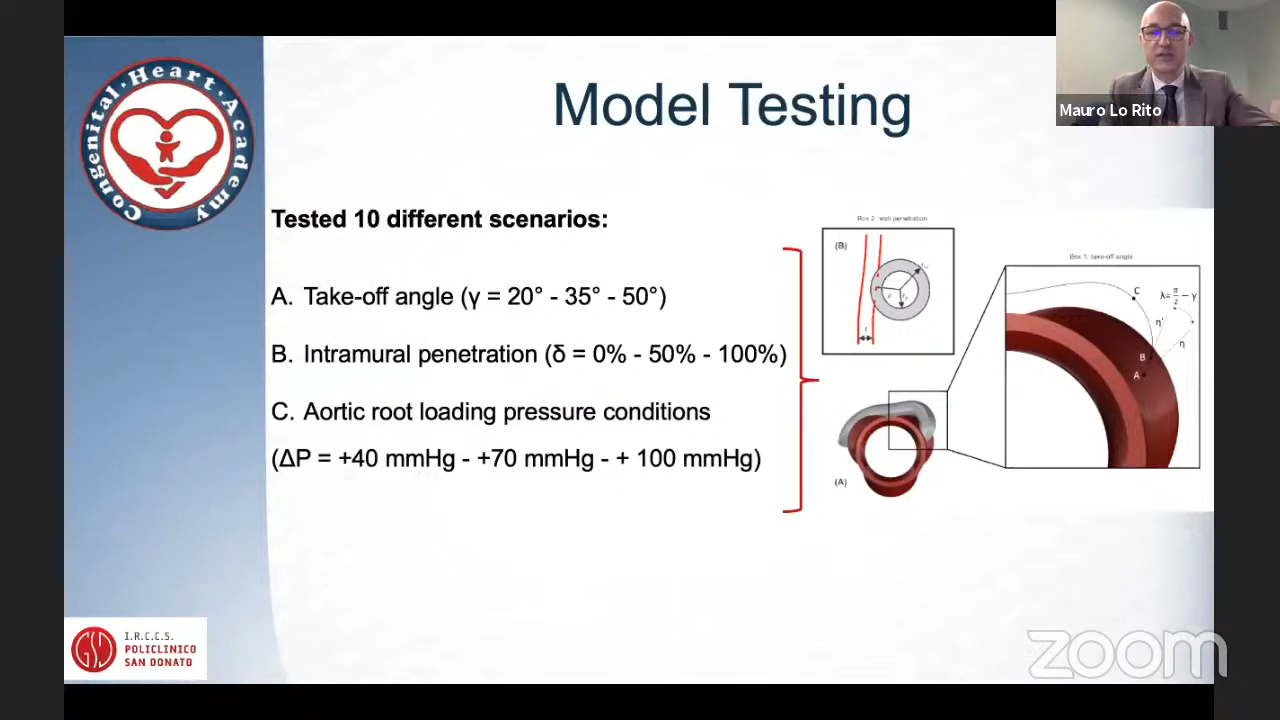 Congenital·Heart·Academy
Model Testing
Mauro Lo Rito
Tested 10 different scenarios:
A. Take-off angle (γ = 20° - 35° - 50°)
B. Intramural penetration (δ = 0% - 50% - 100%)
C. Aortic root loading pressure conditions
(ΔP = +40 mmHg - +70 mmHg - + 100 mmHg)
Box 2: wall penetration
(B)
Box 1: take-off angle
C
λ= π/2 − γ
η'
η
B
A
(A)
I.R.C.C.S.
POLICLINICO
SAN DONATO
GSD
zoom